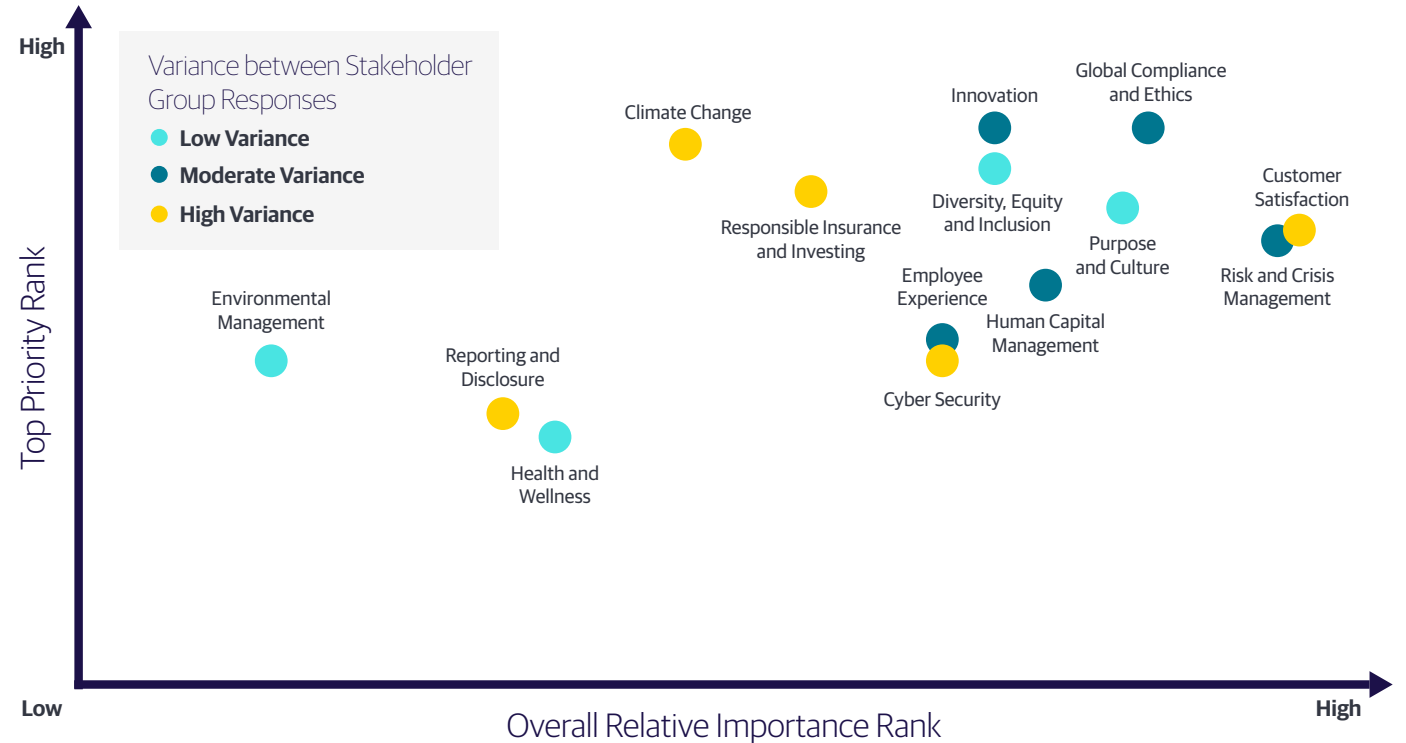 High
Variance between Stakeholder
Group Responses
Low Variance
Moderate Variance
High Variance
Climate Change
Innovation
Global Compliance
and Ethics
Responsible Insurance
and Investing
Diversity, Equity
and Inclusion
Customer
Satisfaction
Purpose
and Culture
Employee
Experience
Risk and Crisis
Management
Environmental
Management
Human Capital
Management
Reporting and
Disclosure
Cyber Security
Health and
Wellness
Top Priority Rank
Low
Overall Relative Importance Rank
High